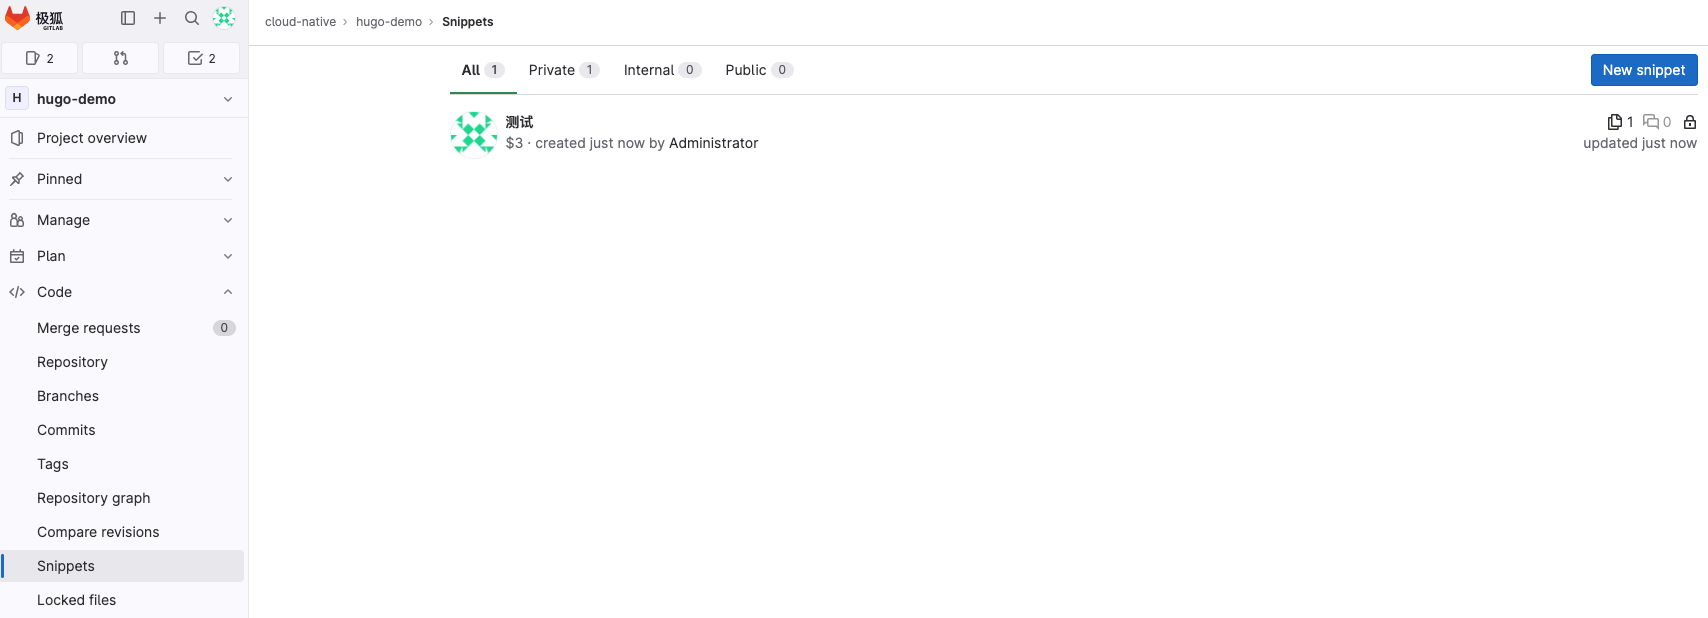 极狐
GITLAB
2
2
H hugo-demo
Project overview
Pinned
Manage
Plan
Code
Merge requests 0
Repository
Branches
Commits
Tags
Repository graph
Compare revisions
Snippets
Locked files
cloud-native › hugo-demo › Snippets
All 1 Private 1 Internal 0 Public 0
New snippet
测试
$3 · created just now by Administrator
1 0
updated just now